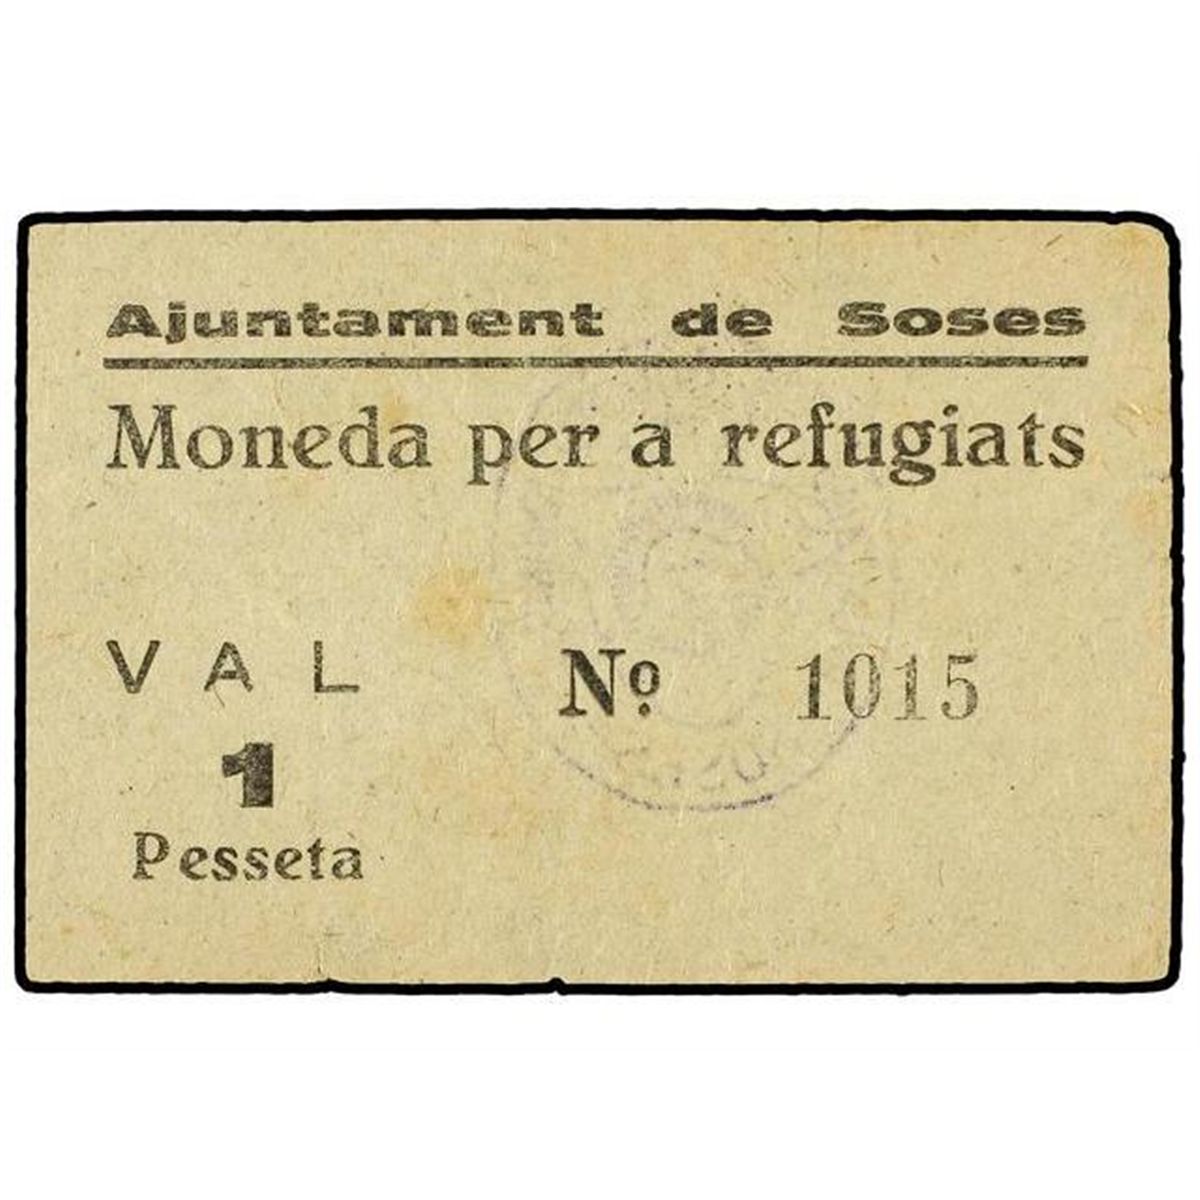 Ajuntament de Soses
Moneda per a refugiats
VAL
Nº 1015
1
Pesseta